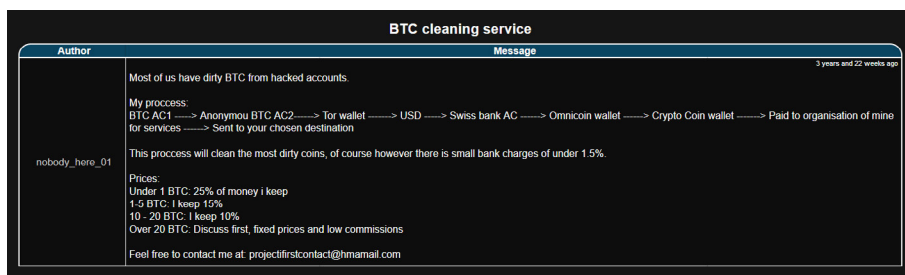 BTC cleaning service
Author Message
3 years and 22 weeks ago
Most of us have dirty BTC from hacked accounts.
My proccess:
BTC AC1 -----> Anonymou BTC AC2------> Tor wallet -------> USD -----> Swiss bank AC -----> Omnicoin wallet -----> Crypto Coin wallet -------> Paid to organisation of mine
for services ------> Sent to your chosen destination
nobody_here_01
This proccess will clean the most dirty coins, of course however there is small bank charges of under 1.5%.
Prices:
Under 1 BTC: 25% of money i keep
1-5 BTC: I keep 15%
10 - 20 BTC: I keep 10%
Over 20 BTC: Discuss first, fixed prices and low commissions
Feel free to contact me at: projectifirstcontact@hmamail.com